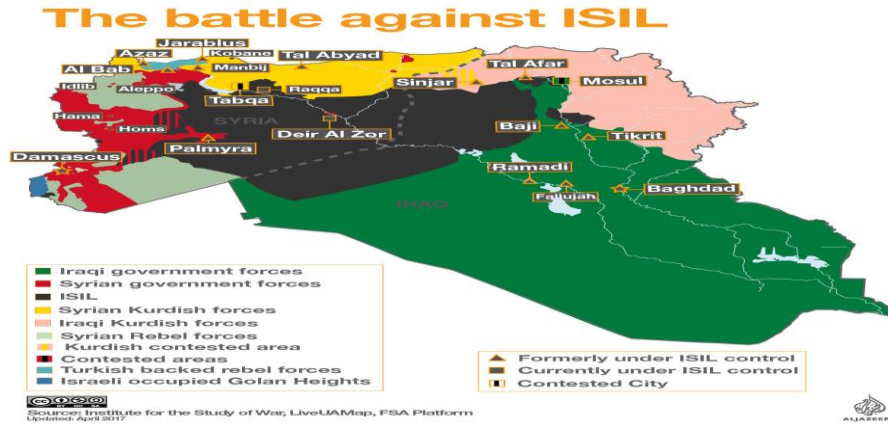 The battle against ISIL
Jarablus
Azaz
Kobane
Tal Abyad
Tal Afar
Al Bab
Manbij
Sinjar
Mosul
Idlib
Aleppo
Tabqa
Raqqa
Hama
SYRIA
Deir Al Zor
Baji
Tikrit
Homs
Palmyra
Damascus
Ramadi
Fallujah
Baghdad
IRAQ
Iraqi government forces
Syrian government forces
ISIL
Syrian Kurdish forces
Iraqi Kurdish forces
Syrian Rebel forces
Kurdish contested area
Contested areas
Turkish backed rebel forces
Israeli occupied Golan Heights
Formerly under ISIL control
Currently under ISIL control
Contested City
Source: Institute for the Study of War, LiveUAMap, FSA Platform
Updated: April 2017
ALJAZEERA